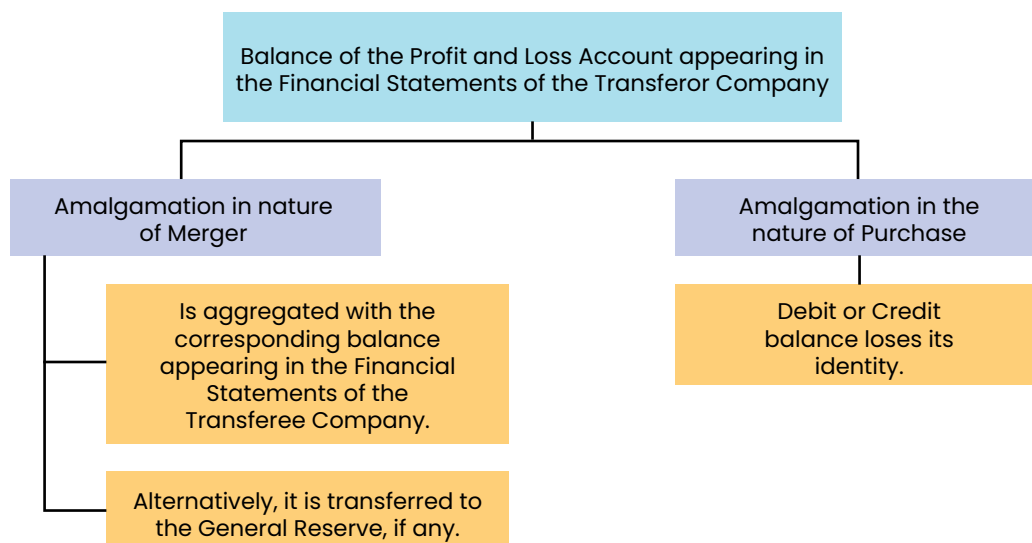 Balance of the Profit and Loss Account appearing in
the Financial Statements of the Transferor Company
Amalgamation in nature
of Merger
Amalgamation in the
nature of Purchase
Is aggregated with the
corresponding balance
appearing in the Financial
Statements of the
Transferee Company.
Debit or Credit
balance loses its
identity.
Alternatively, it is transferred to
the General Reserve, if any.